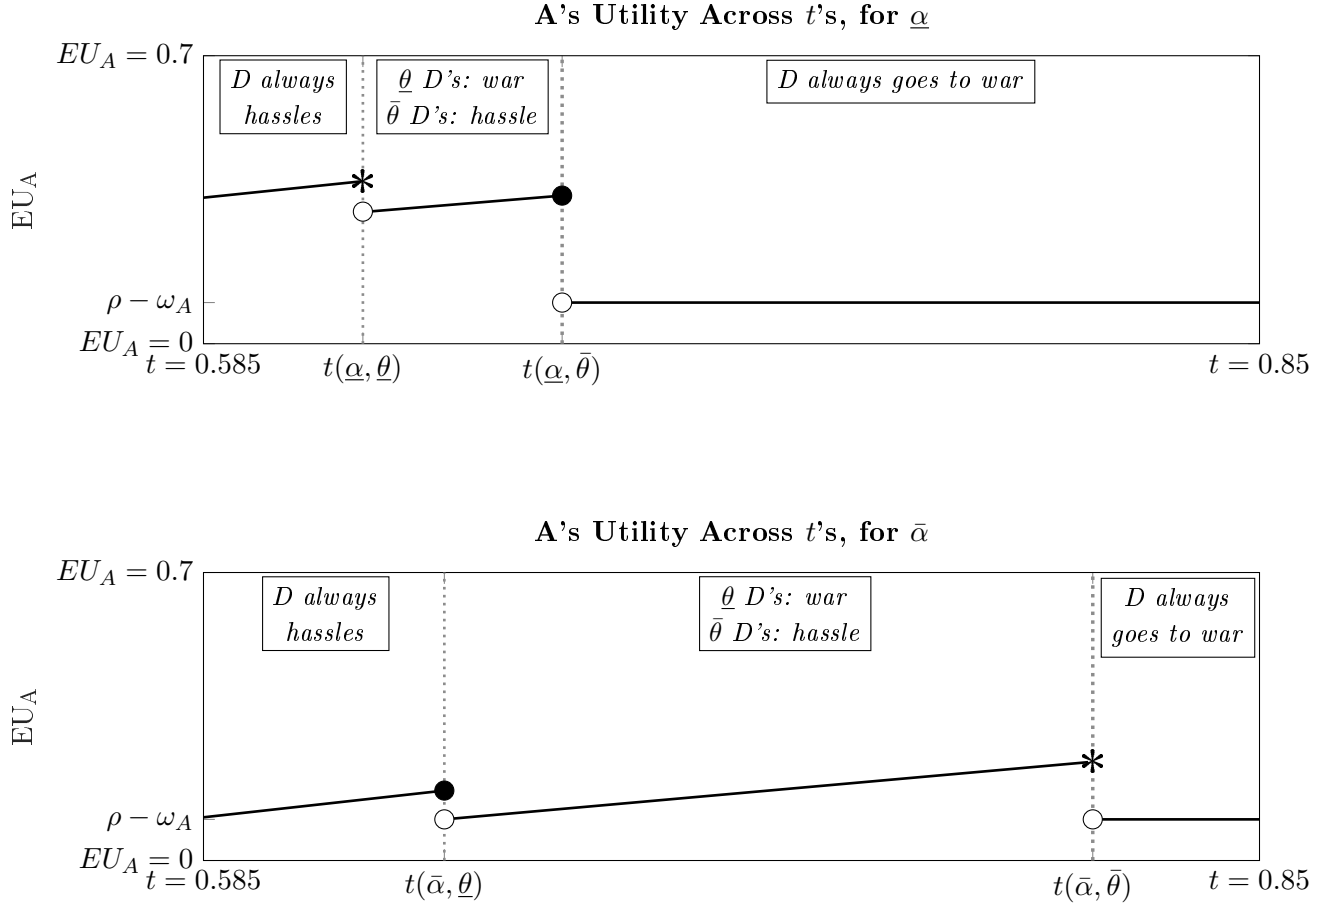 A's Utility Across t's, for α̲
EU_A = 0.7
D always
hassles
θ̲ D's: war
θ̄ D's: hassle
D always goes to war
EU_A
ρ − ω_A
EU_A = 0
t = 0.585
t(α̲, θ̲)
t(α̲, θ̄)
t = 0.85
A's Utility Across t's, for ᾱ
EU_A = 0.7
D always
hassles
θ̲ D's: war
θ̄ D's: hassle
D always
goes to war
EU_A
ρ − ω_A
EU_A = 0
t = 0.585
t(ᾱ, θ̲)
t(ᾱ, θ̄)
t = 0.85